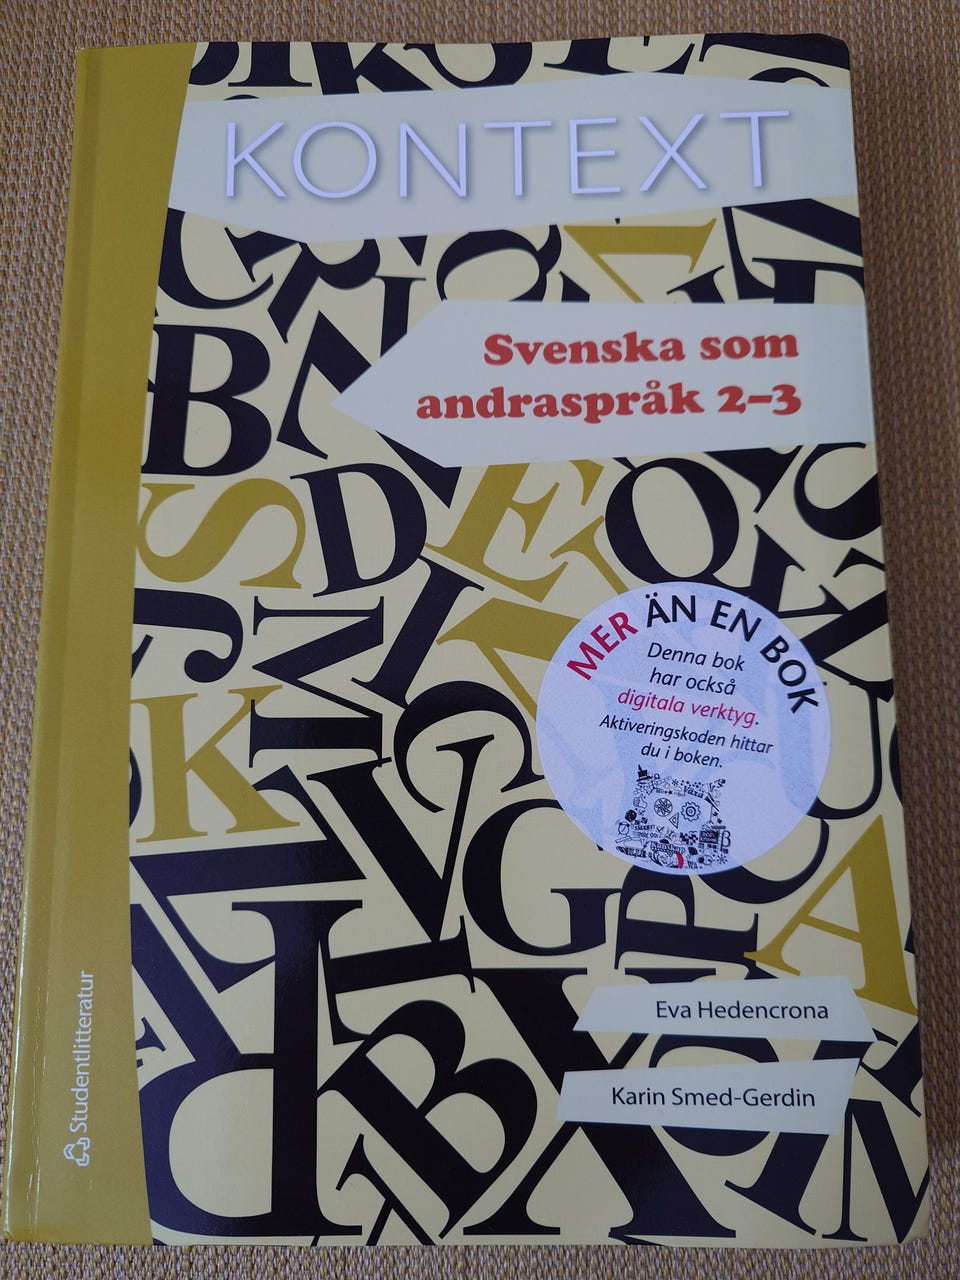 KONTEXT
Svenska som
andraspråk 2–3
MER ÄN EN BOK
Denna bok
har också
digitala verktyg.
Aktiveringskoden hittar
du i boken.
Eva Hedencrona
Karin Smed-Gerdin
Studentlitteratur